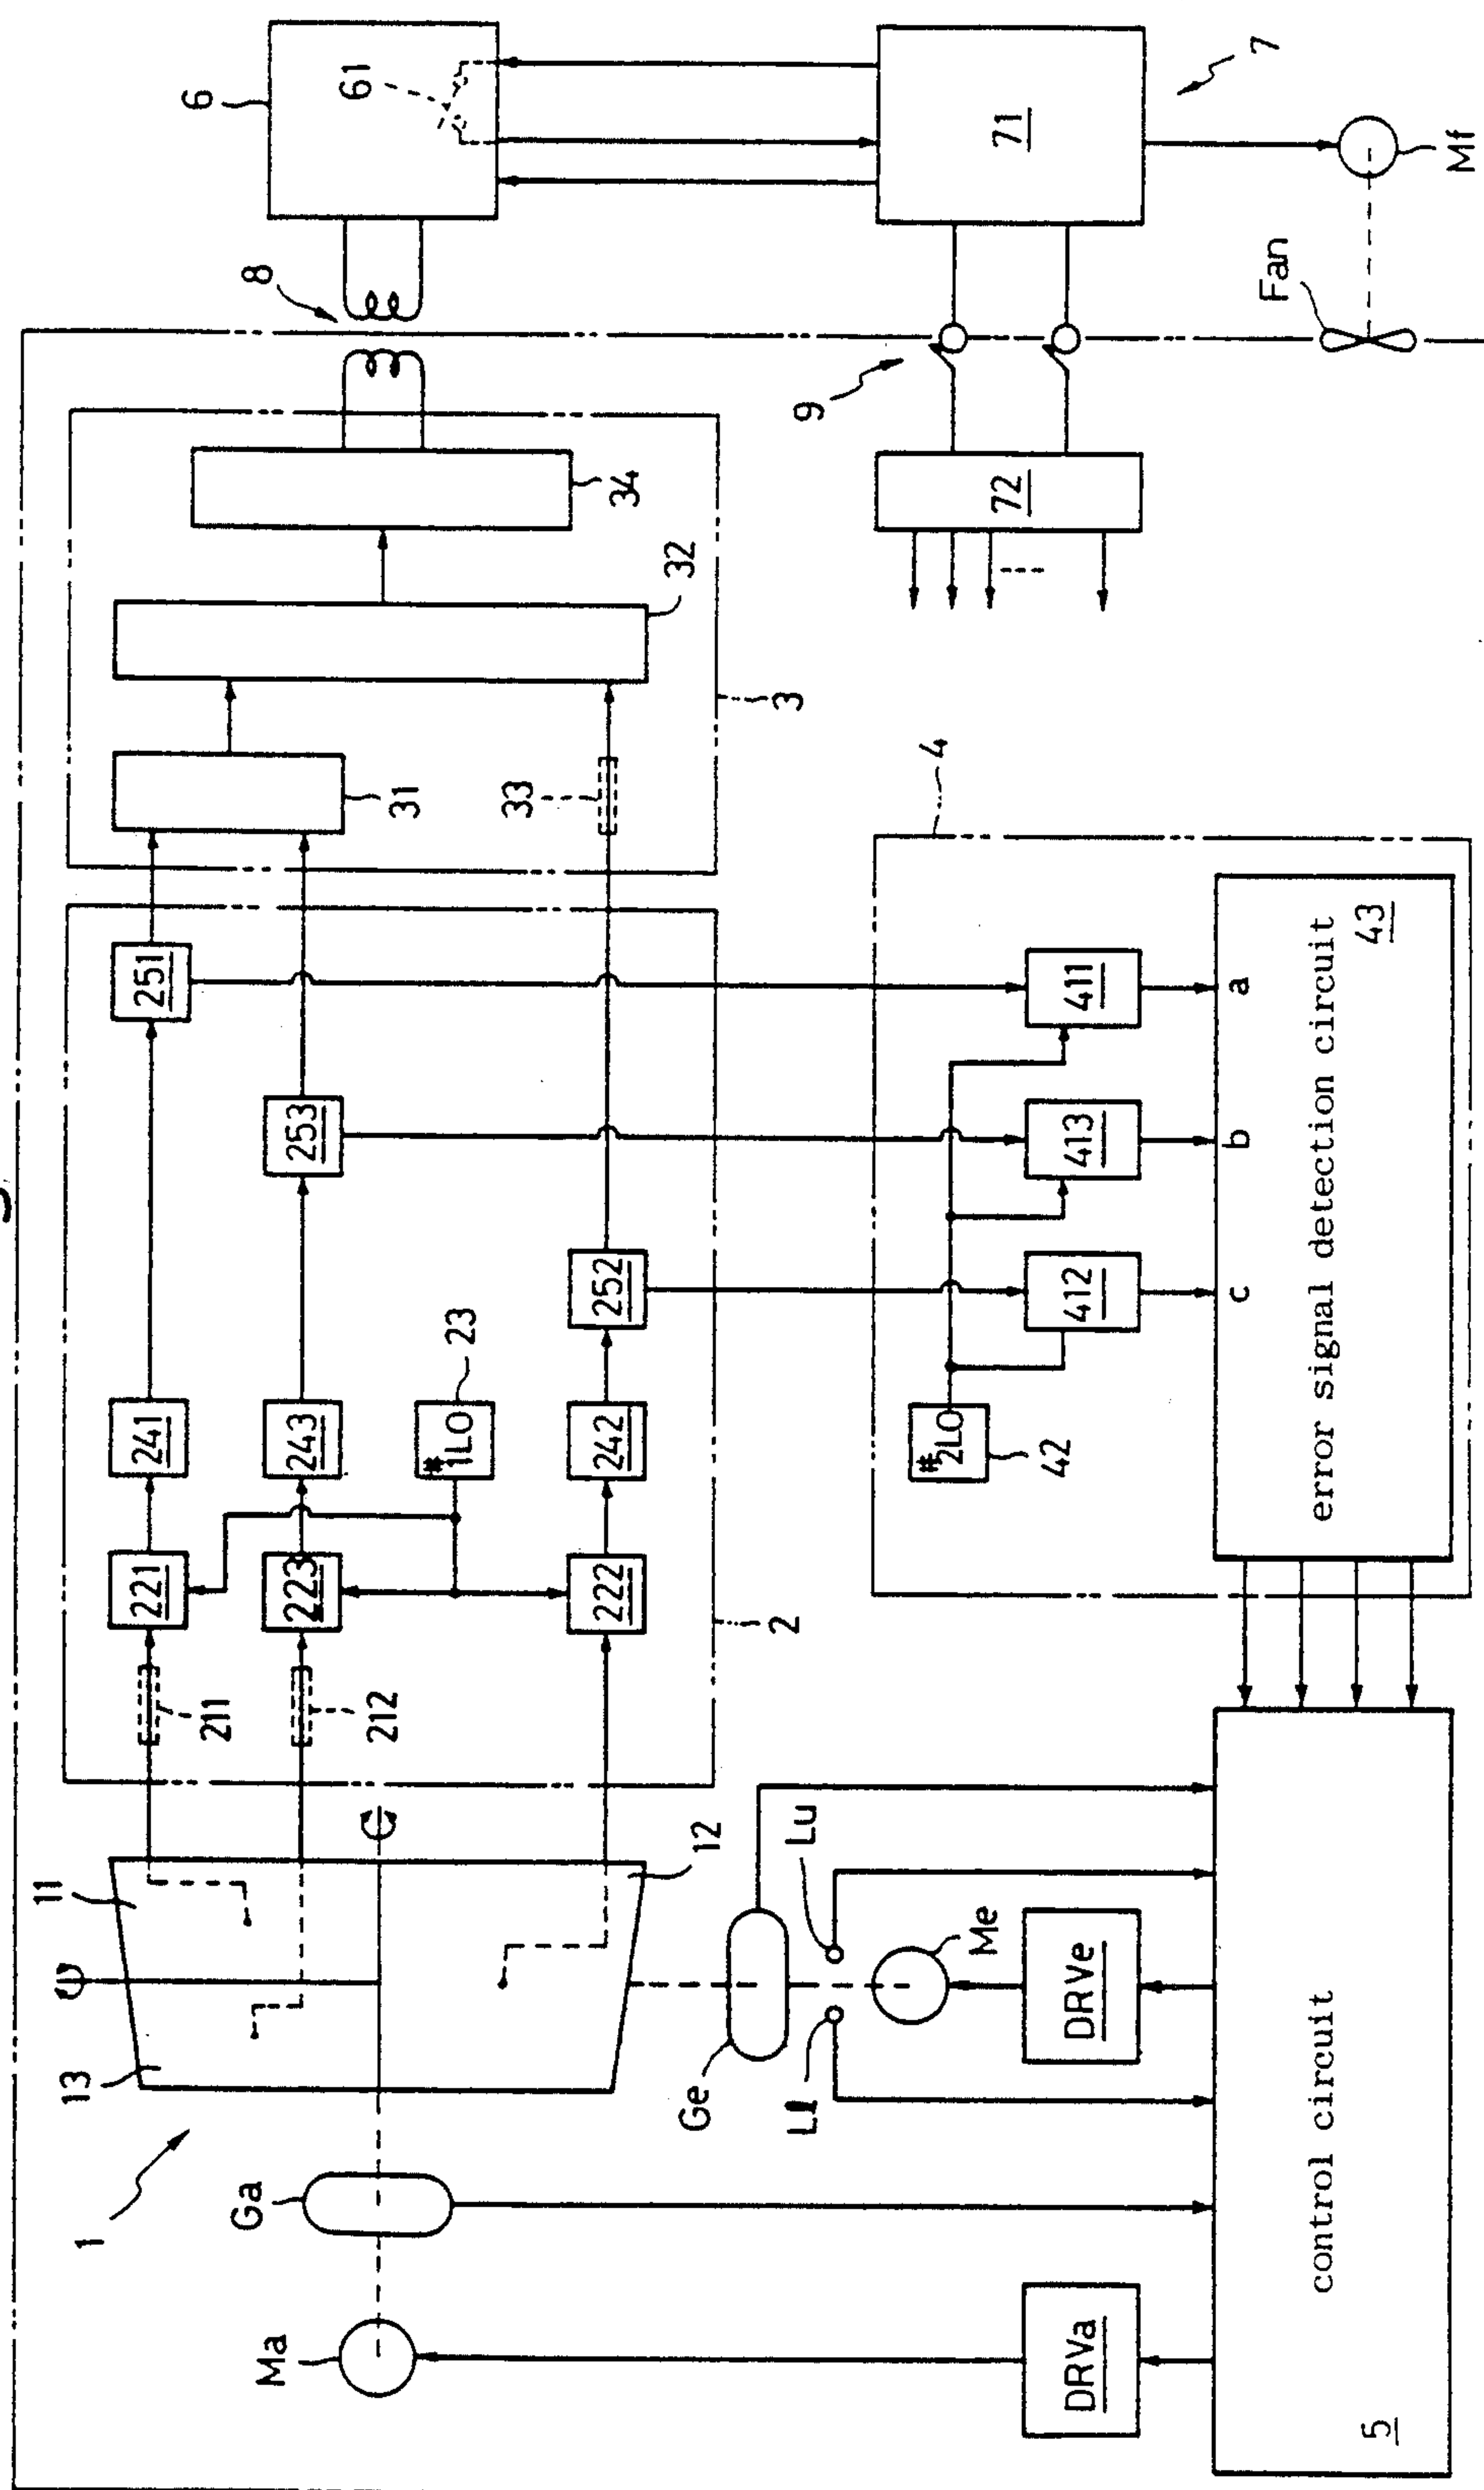 1
11
13
12
Ma
Ga
Ge
Lu
Ll
Me
DRVa
DRVe
control circuit
5
2
211
212
221
223
222
#1LO
23
241
243
242
251
253
252
3
31
32
33
34
4
#2LO
42
411
413
412
a
b
c
error signal detection circuit
43
8
6
61
9
72
71
7
Fan
Mf